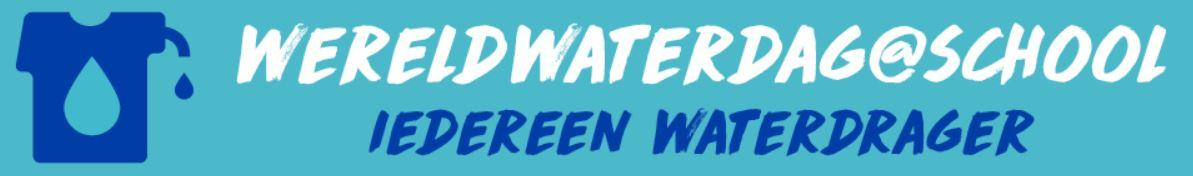 WERELDWATERDAG@SCHOOL
IEDEREEN WATERDRAGER